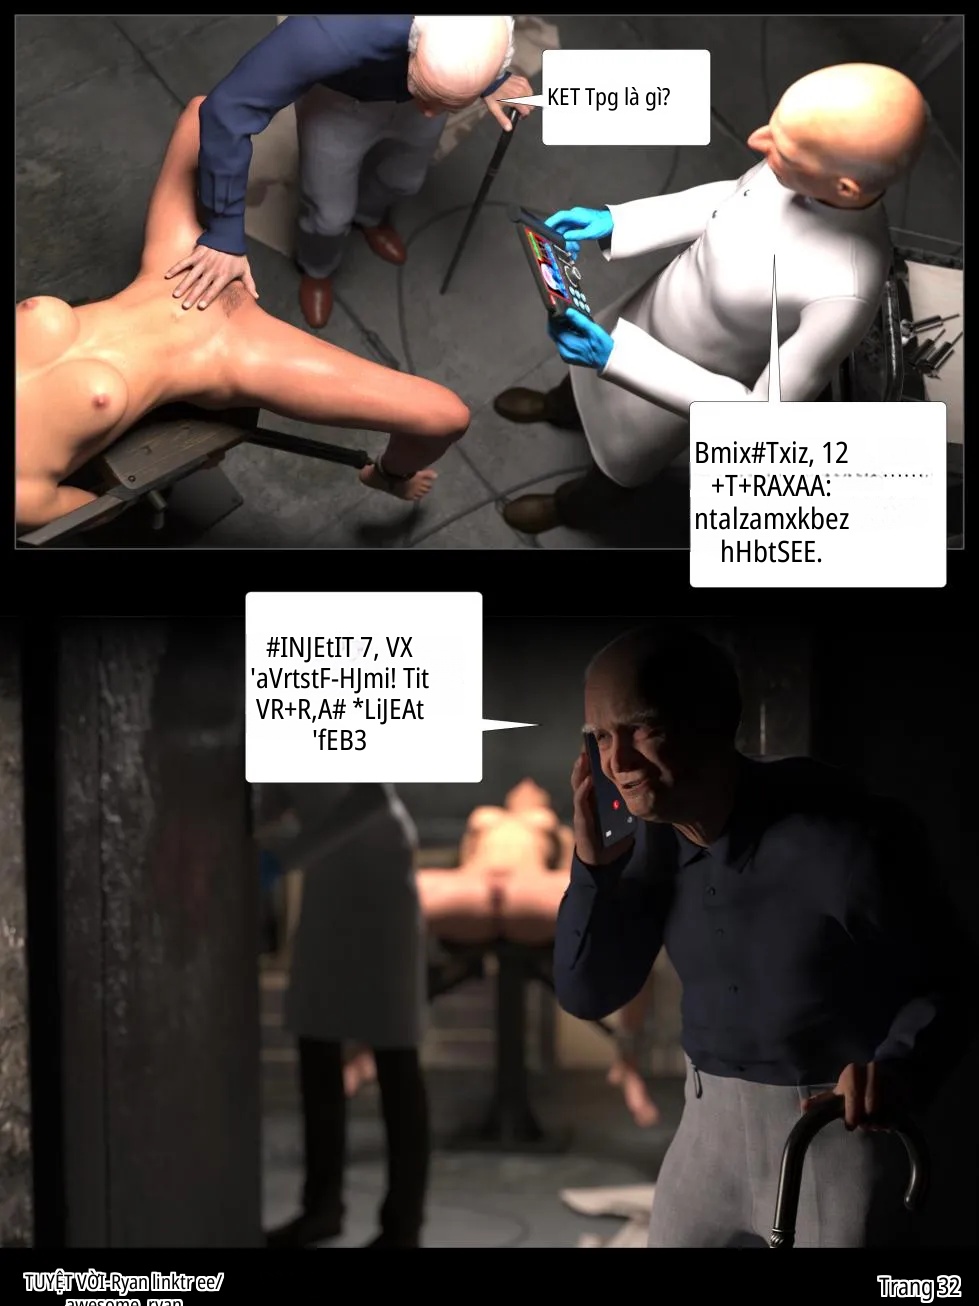 KET Tpg là gì?
Bmix#Txiz, 12
+T+RAXAA:
ntalzamxkbez
hHbtSEE.
#INJEtIT 7, VX
'aVrtstF-HJmi! Tit
VR+R,A# *LiJEAt
'fEB3
TUYỆT VỜI-Ryan linktr ee/
awesome_ryan
Trang 32